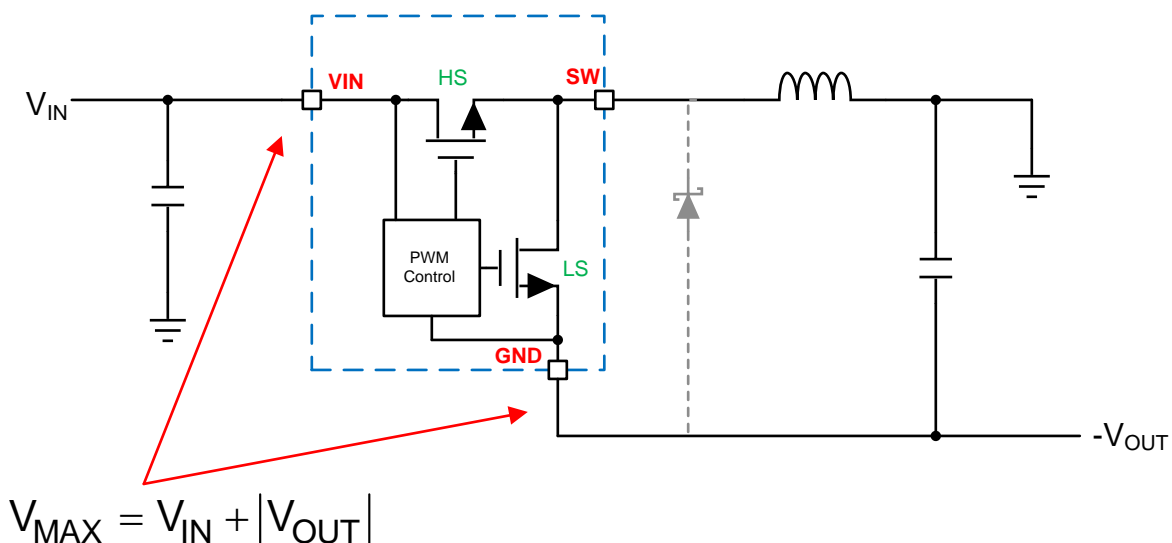 VIN HS SW
V_IN
PWM
Control
LS
GND
-V_OUT
V_MAX = V_IN + |V_OUT|